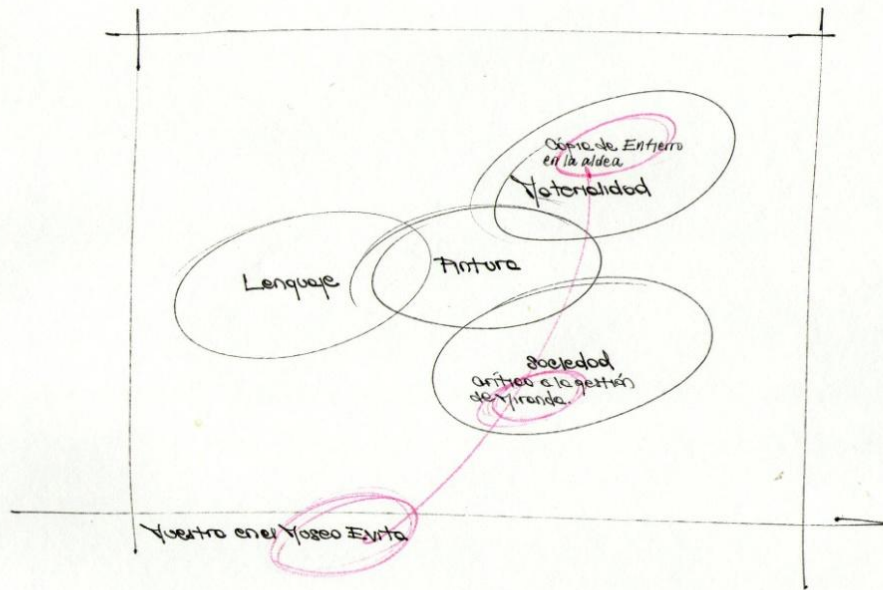 Cópia de Entierro
en la aldea
Materialidad
Lenguaje
Pintura
Sociedad
crítica a la gestión
de Miranda.
Muestra en el Museo Evita